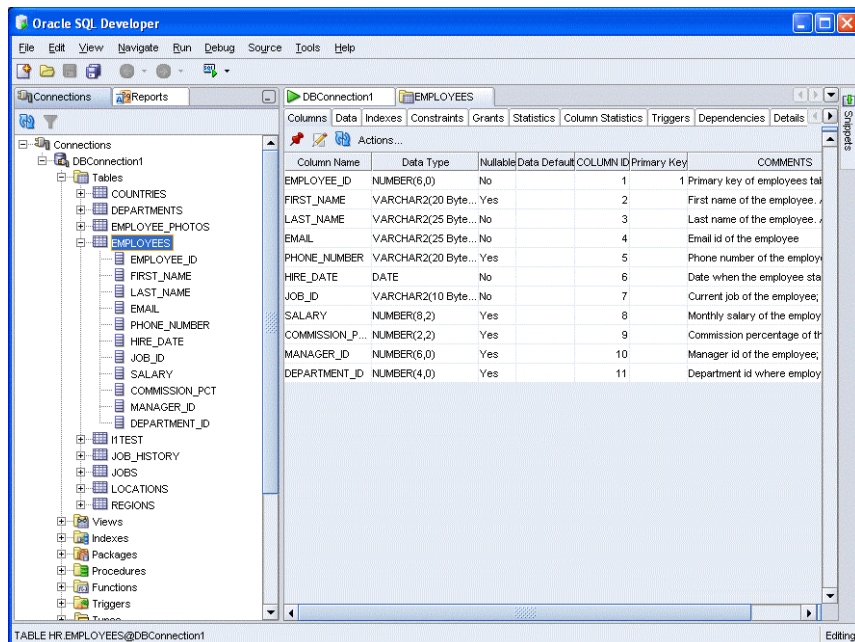 Oracle SQL Developer
File Edit View Navigate Run Debug Source Tools Help
Connections Reports
DBConnection1 EMPLOYEES
Columns Data Indexes Constraints Grants Statistics Column Statistics Triggers Dependencies Details
Actions...
Snippets
Connections
DBConnection1
Tables
COUNTRIES
DEPARTMENTS
EMPLOYEE_PHOTOS
EMPLOYEES
EMPLOYEE_ID
FIRST_NAME
LAST_NAME
EMAIL
PHONE_NUMBER
HIRE_DATE
JOB_ID
SALARY
COMMISSION_PCT
MANAGER_ID
DEPARTMENT_ID
JOB_HISTORY
JOBS
LOCATIONS
REGIONS
Views
Indexes
Packages
Procedures
Functions
Triggers
Column Name Data Type Nullable Data Default COLUMN ID Primary Key COMMENTS
EMPLOYEE_ID NUMBER(6,0) No 1 1 Primary key of employees tab
FIRST_NAME VARCHAR2(20 Byte... Yes 2 First name of the employee.
LAST_NAME VARCHAR2(25 Byte... No 3 Last name of the employee.
EMAIL VARCHAR2(25 Byte... No 4 Email id of the employee
PHONE_NUMBER VARCHAR2(20 Byte... Yes 5 Phone number of the employe
HIRE_DATE DATE No 6 Date when the employee sta
JOB_ID VARCHAR2(10 Byte... No 7 Current job of the employee;
SALARY NUMBER(8,2) Yes 8 Monthly salary of the employ
COMMISSION_P... NUMBER(2,2) Yes 9 Commission percentage of th
MANAGER_ID NUMBER(6,0) Yes 10 Manager id of the employee;
DEPARTMENT_ID NUMBER(4,0) Yes 11 Department id where employ
TABLE HR.EMPLOYEES@DBConnection1
Editing